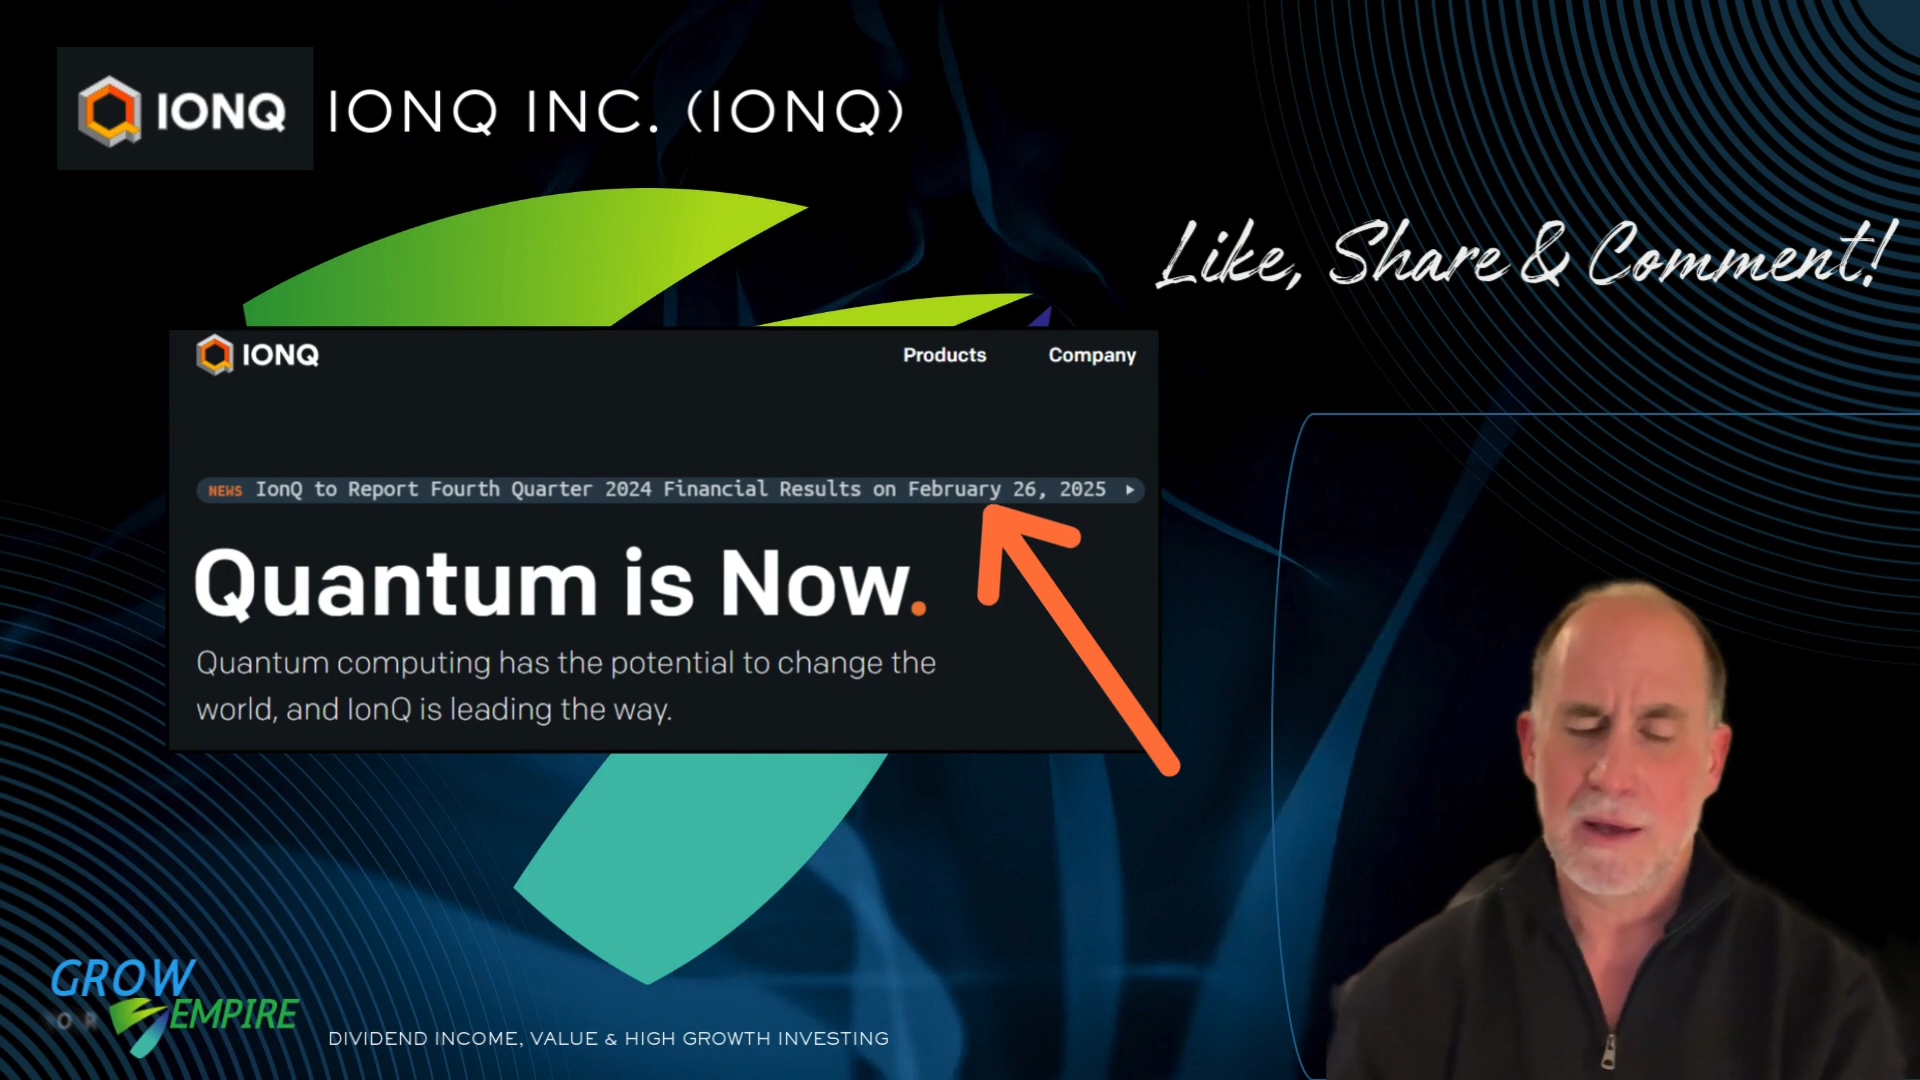 IONQ
IONQ INC. (IONQ)
Like, Share & Comment!
IONQ
Products
Company
NEWS IonQ to Report Fourth Quarter 2024 Financial Results on February 26, 2025
Quantum is Now.
Quantum computing has the potential to change the
world, and IonQ is leading the way.
GROW
OR
EMPIRE
DIVIDEND INCOME, VALUE & HIGH GROWTH INVESTING